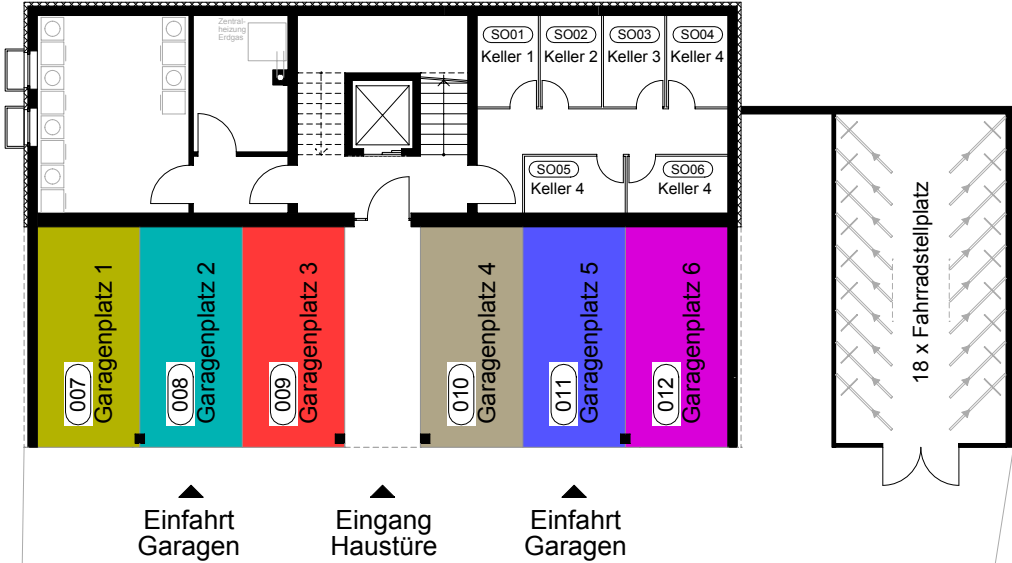 Zentral-
heizung
Erdgas
SO01
Keller 1
SO02
Keller 2
SO03
Keller 3
SO04
Keller 4
SO05
Keller 4
SO06
Keller 4
007
Garagenplatz 1
008
Garagenplatz 2
009
Garagenplatz 3
010
Garagenplatz 4
011
Garagenplatz 5
012
Garagenplatz 6
18 x Fahrradstellplatz
Einfahrt
Garagen
Eingang
Haustüre
Einfahrt
Garagen